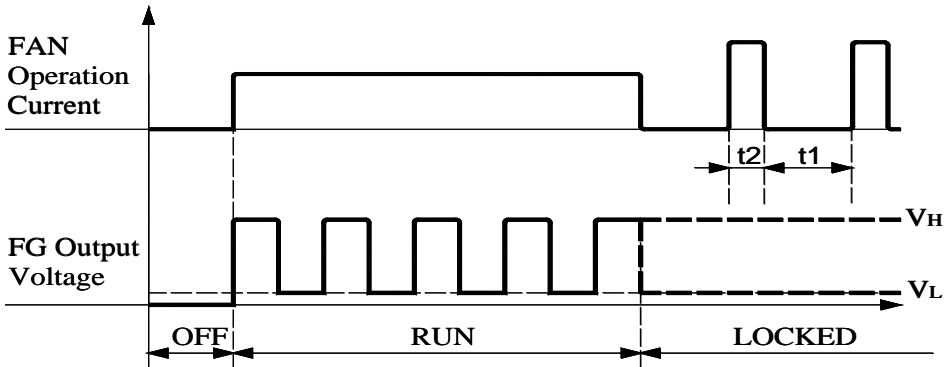 FAN
Operation
Current
t2
t1
FG Output
Voltage
VH
VL
OFF
RUN
LOCKED